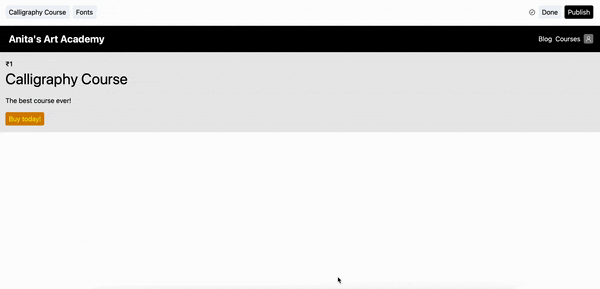 Calligraphy Course Fonts Done Publish
Anita's Art Academy Blog Courses
₹1
Calligraphy Course
The best course ever!
Buy today!